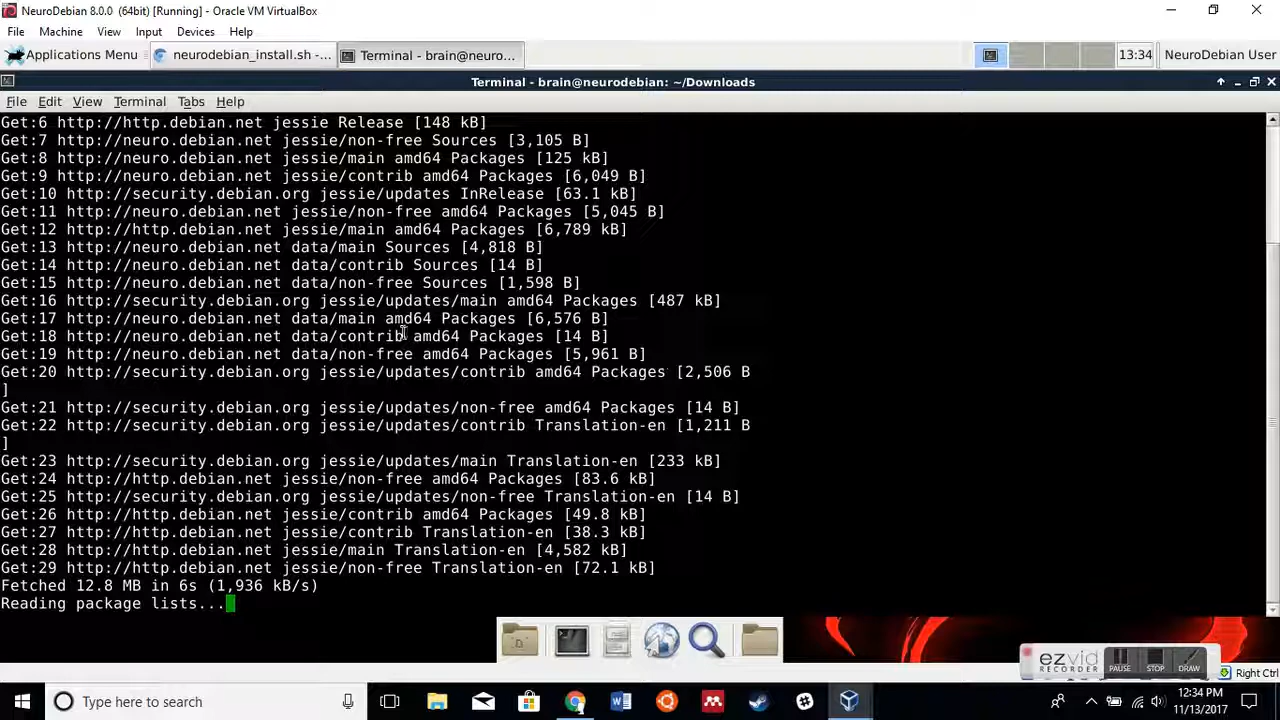 NeuroDebian 8.0.0 (64bit) [Running] - Oracle VM VirtualBox
File Machine View Input Devices Help
Applications Menu neurodebian_install.sh -... Terminal - brain@neuro... 13:34 NeuroDebian User
Terminal - brain@neurodebian: ~/Downloads
File Edit View Terminal Tabs Help
Get:6 http://http.debian.net jessie Release [148 kB]
Get:7 http://neuro.debian.net jessie/non-free Sources [3,105 B]
Get:8 http://neuro.debian.net jessie/main amd64 Packages [125 kB]
Get:9 http://neuro.debian.net jessie/contrib amd64 Packages [6,049 B]
Get:10 http://security.debian.org jessie/updates InRelease [63.1 kB]
Get:11 http://neuro.debian.net jessie/non-free amd64 Packages [5,045 B]
Get:12 http://http.debian.net jessie/main amd64 Packages [6,789 kB]
Get:13 http://neuro.debian.net data/main Sources [4,818 B]
Get:14 http://neuro.debian.net data/contrib Sources [14 B]
Get:15 http://neuro.debian.net data/non-free Sources [1,598 B]
Get:16 http://security.debian.org jessie/updates/main amd64 Packages [487 kB]
Get:17 http://neuro.debian.net data/main amd64 Packages [6,576 B]
Get:18 http://neuro.debian.net data/contrib amd64 Packages [14 B]
Get:19 http://neuro.debian.net data/non-free amd64 Packages [5,961 B]
Get:20 http://security.debian.org jessie/updates/contrib amd64 Packages [2,506 B
]
Get:21 http://security.debian.org jessie/updates/non-free amd64 Packages [14 B]
Get:22 http://security.debian.org jessie/updates/contrib Translation-en [1,211 B
]
Get:23 http://security.debian.org jessie/updates/main Translation-en [233 kB]
Get:24 http://http.debian.net jessie/non-free amd64 Packages [83.6 kB]
Get:25 http://security.debian.org jessie/updates/non-free Translation-en [14 B]
Get:26 http://http.debian.net jessie/contrib amd64 Packages [49.8 kB]
Get:27 http://http.debian.net jessie/contrib Translation-en [38.3 kB]
Get:28 http://http.debian.net jessie/main Translation-en [4,582 kB]
Get:29 http://http.debian.net jessie/non-free Translation-en [72.1 kB]
Fetched 12.8 MB in 6s (1,936 kB/s)
Reading package lists...
ezvid RECORDER PAUSE STOP DRAW Right Ctrl
Type here to search 12:34 PM
11/13/2017